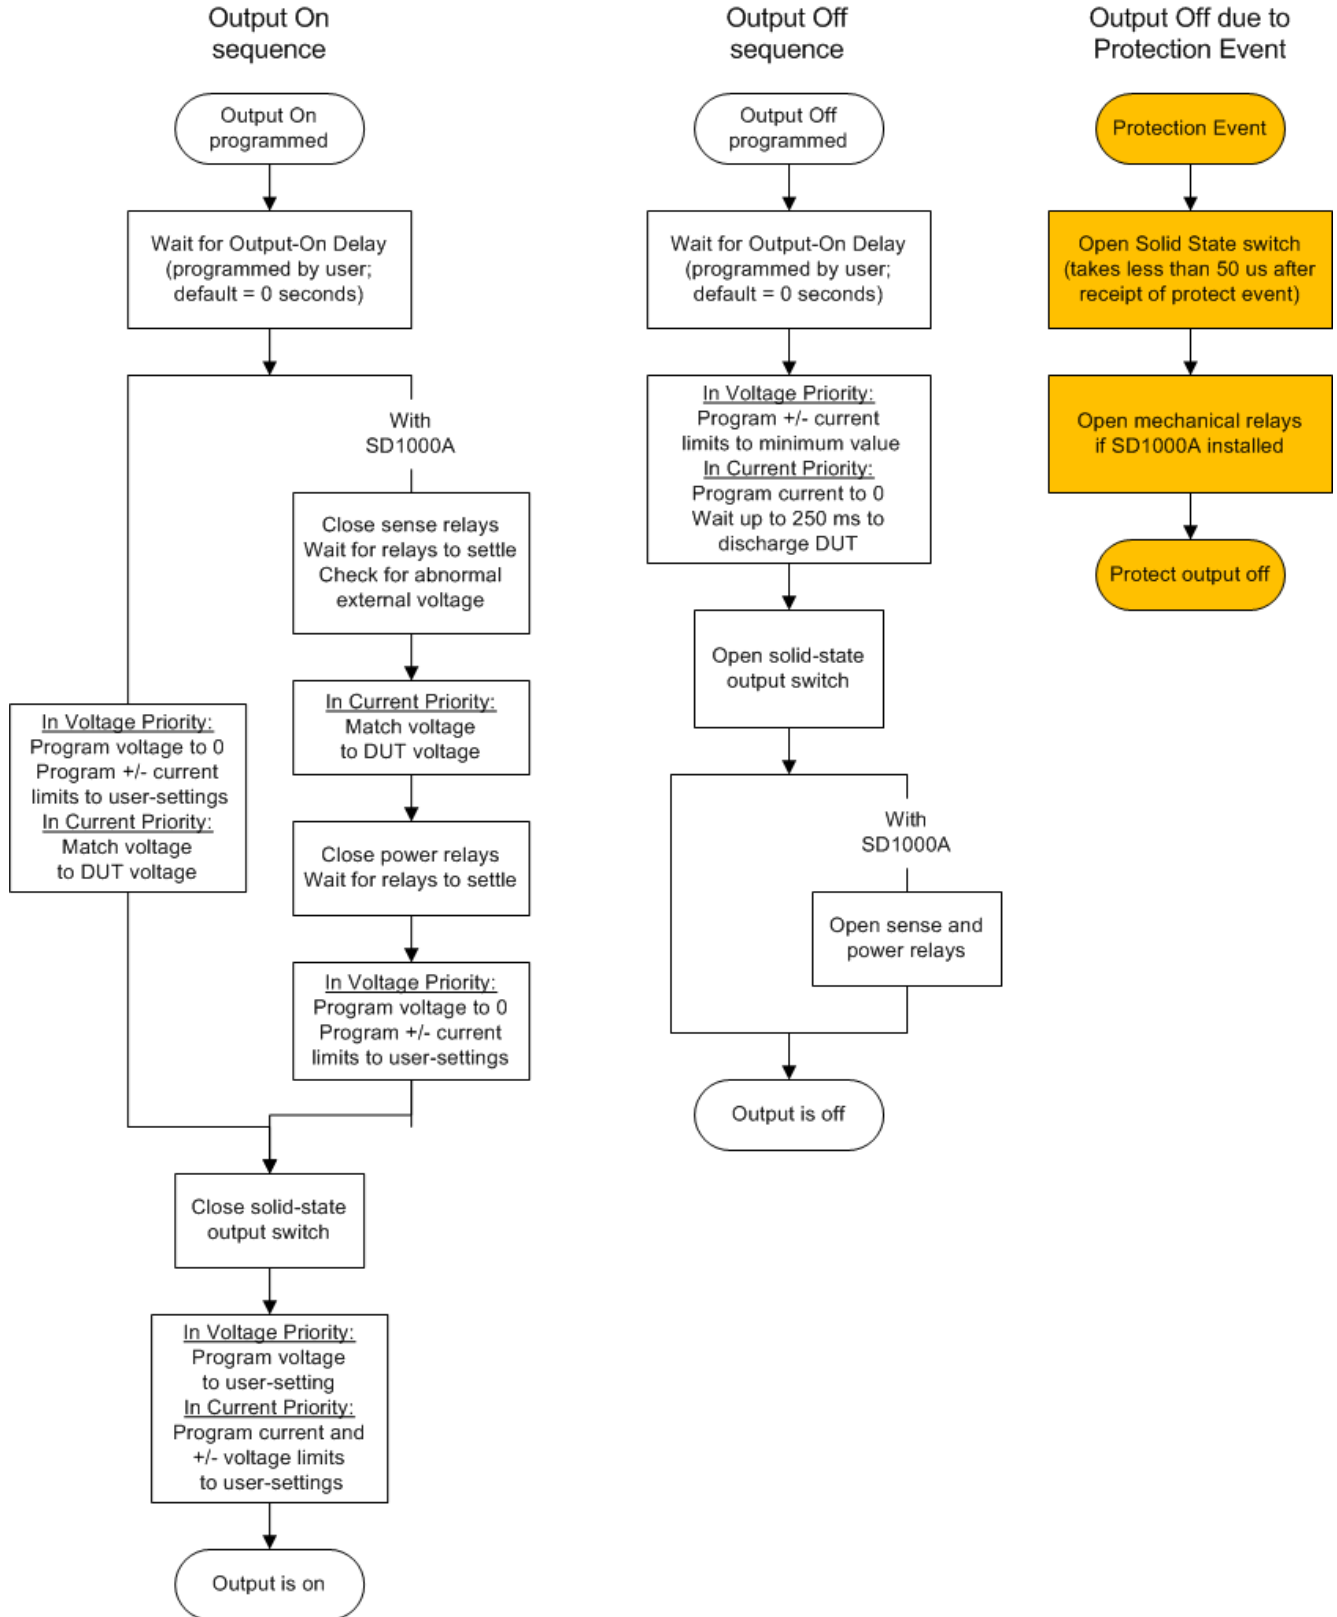 Output On
sequence
Output On
programmed
Wait for Output-On Delay
(programmed by user;
default = 0 seconds)
With
SD1000A
Close sense relays
Wait for relays to settle
Check for abnormal
external voltage
In Current Priority:
Match voltage
to DUT voltage
In Voltage Priority:
Program voltage to 0
Program +/- current
limits to user-settings
In Current Priority:
Match voltage
to DUT voltage
Close power relays
Wait for relays to settle
In Voltage Priority:
Program voltage to 0
Program +/- current
limits to user-settings
Close solid-state
output switch
In Voltage Priority:
Program voltage
to user-setting
In Current Priority:
Program current and
+/- voltage limits
to user-settings
Output is on
Output Off
sequence
Output Off
programmed
Wait for Output-On Delay
(programmed by user;
default = 0 seconds)
In Voltage Priority:
Program +/- current
limits to minimum value
In Current Priority:
Program current to 0
Wait up to 250 ms to
discharge DUT
Open solid-state
output switch
With
SD1000A
Open sense and
power relays
Output is off
Output Off due to
Protection Event
Protection Event
Open Solid State switch
(takes less than 50 us after
receipt of protect event)
Open mechanical relays
if SD1000A installed
Protect output off